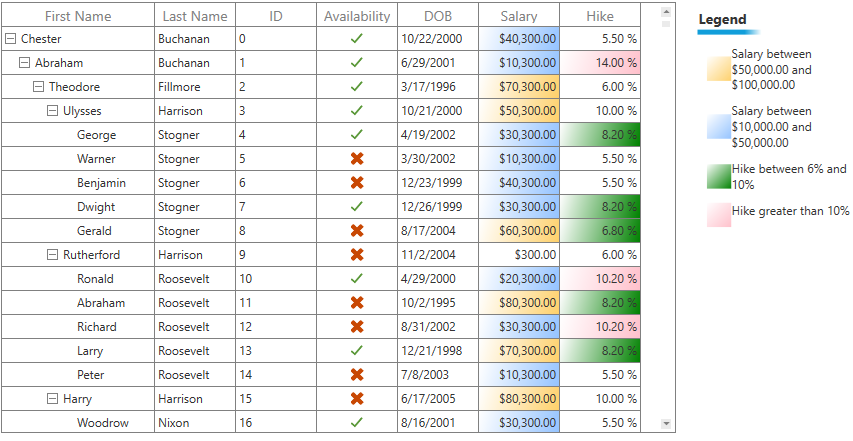 First Name Last Name ID Availability DOB Salary Hike
Chester Buchanan 0 10/22/2000 $40,300.00 5.50 %
Abraham Buchanan 1 6/29/2001 $10,300.00 14.00 %
Theodore Fillmore 2 3/17/1996 $70,300.00 6.00 %
Ulysses Harrison 3 10/21/2000 $50,300.00 10.00 %
George Stogner 4 4/19/2002 $30,300.00 8.20 %
Warner Stogner 5 3/30/2002 $10,300.00 5.50 %
Benjamin Stogner 6 12/23/1999 $40,300.00 5.50 %
Dwight Stogner 7 12/26/1999 $30,300.00 8.20 %
Gerald Stogner 8 8/17/2004 $60,300.00 6.80 %
Rutherford Harrison 9 11/2/2004 $300.00 6.00 %
Ronald Roosevelt 10 4/29/2000 $20,300.00 10.20 %
Abraham Roosevelt 11 10/2/1995 $80,300.00 8.20 %
Richard Roosevelt 12 8/31/2002 $30,300.00 10.20 %
Larry Roosevelt 13 12/21/1998 $70,300.00 8.20 %
Peter Roosevelt 14 7/8/2003 $10,300.00 5.50 %
Harry Harrison 15 6/17/2005 $80,300.00 10.00 %
Woodrow Nixon 16 8/16/2001 $30,300.00 5.50 %
Legend
Salary between
$50,000.00 and
$100,000.00
Salary between
$10,000.00 and
$50,000.00
Hike between 6% and
10%
Hike greater than 10%